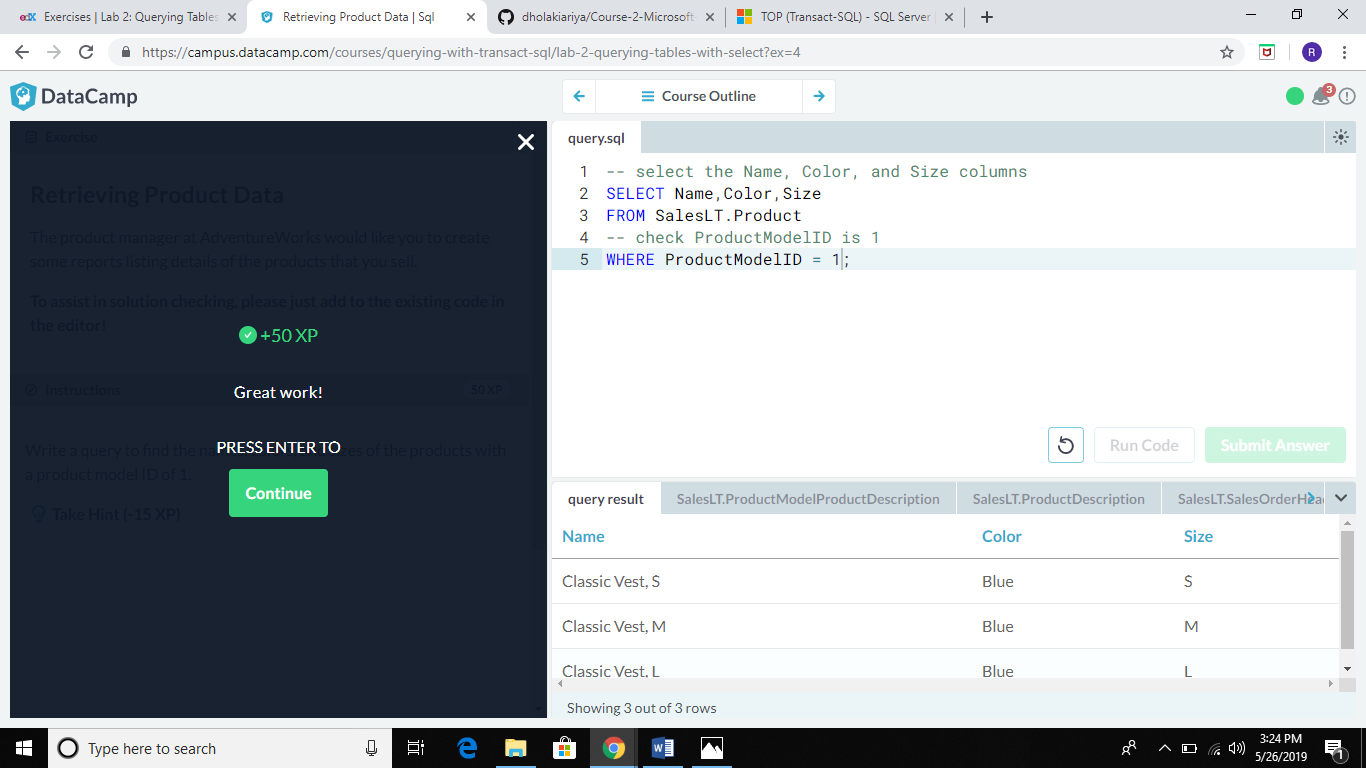 Exercises | Lab 2: Querying Tables
Retrieving Product Data | Sql
dholakiariya/Course-2-Microsoft-
TOP (Transact-SQL) - SQL Server
https://campus.datacamp.com/courses/querying-with-transact-sql/lab-2-querying-tables-with-select?ex=4
R
DataCamp
Course Outline
3
Exercise
Retrieving Product Data
The product manager at AdventureWorks would like you to create
some reports listing details of the products that you sell.
To assist in solution checking, please just add to the existing code in
the editor!
+50 XP
Instructions
50 XP
Great work!
Write a query to find the
PRESS ENTER TO
of the products with
a product model ID of 1.
Continue
Take Hint (-15 XP)
query.sql
1 -- select the Name, Color, and Size columns
2 SELECT Name,Color,Size
3 FROM SalesLT.Product
4 -- check ProductModelID is 1
5 WHERE ProductModelID = 1;
Run Code
Submit Answer
query result
SalesLT.ProductModelProductDescription
SalesLT.ProductDescription
SalesLT.SalesOrderHea
Name Color Size
Classic Vest, S Blue S
Classic Vest, M Blue M
Classic Vest, L Blue L
Showing 3 out of 3 rows
Type here to search
3:24 PM
5/26/2019
1